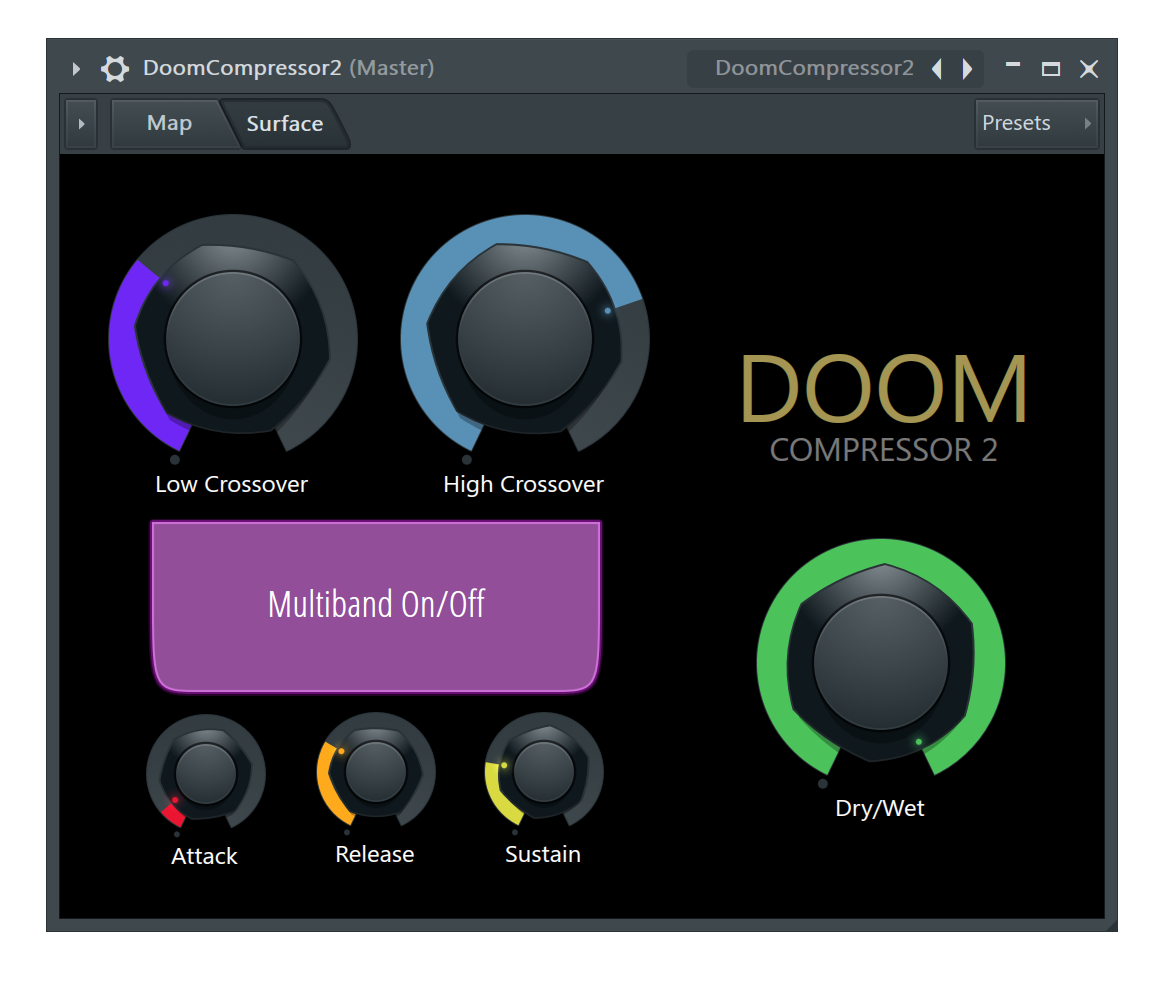 DoomCompressor2 (Master)
DoomCompressor2
Map
Surface
Presets
DOOM
COMPRESSOR 2
Low Crossover
High Crossover
Multiband On/Off
Dry/Wet
Attack
Release
Sustain